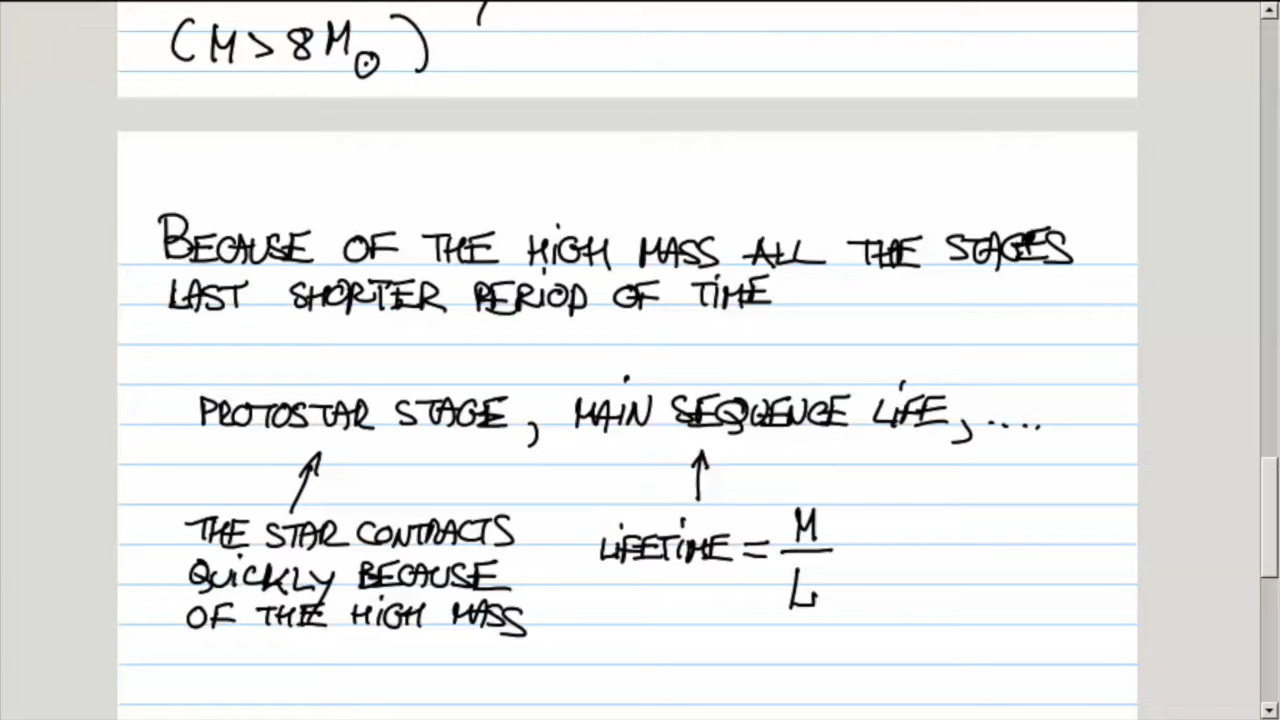 (M > 8M☉)
BECAUSE OF THE HIGH MASS ALL THE STAGES
LAST SHORTER PERIOD OF TIME
PROTOSTAR STAGE, MAIN SEQUENCE LIFE, ....
THE STAR CONTRACTS
QUICKLY BECAUSE
OF THE HIGH MASS
LIFETIME = M/L